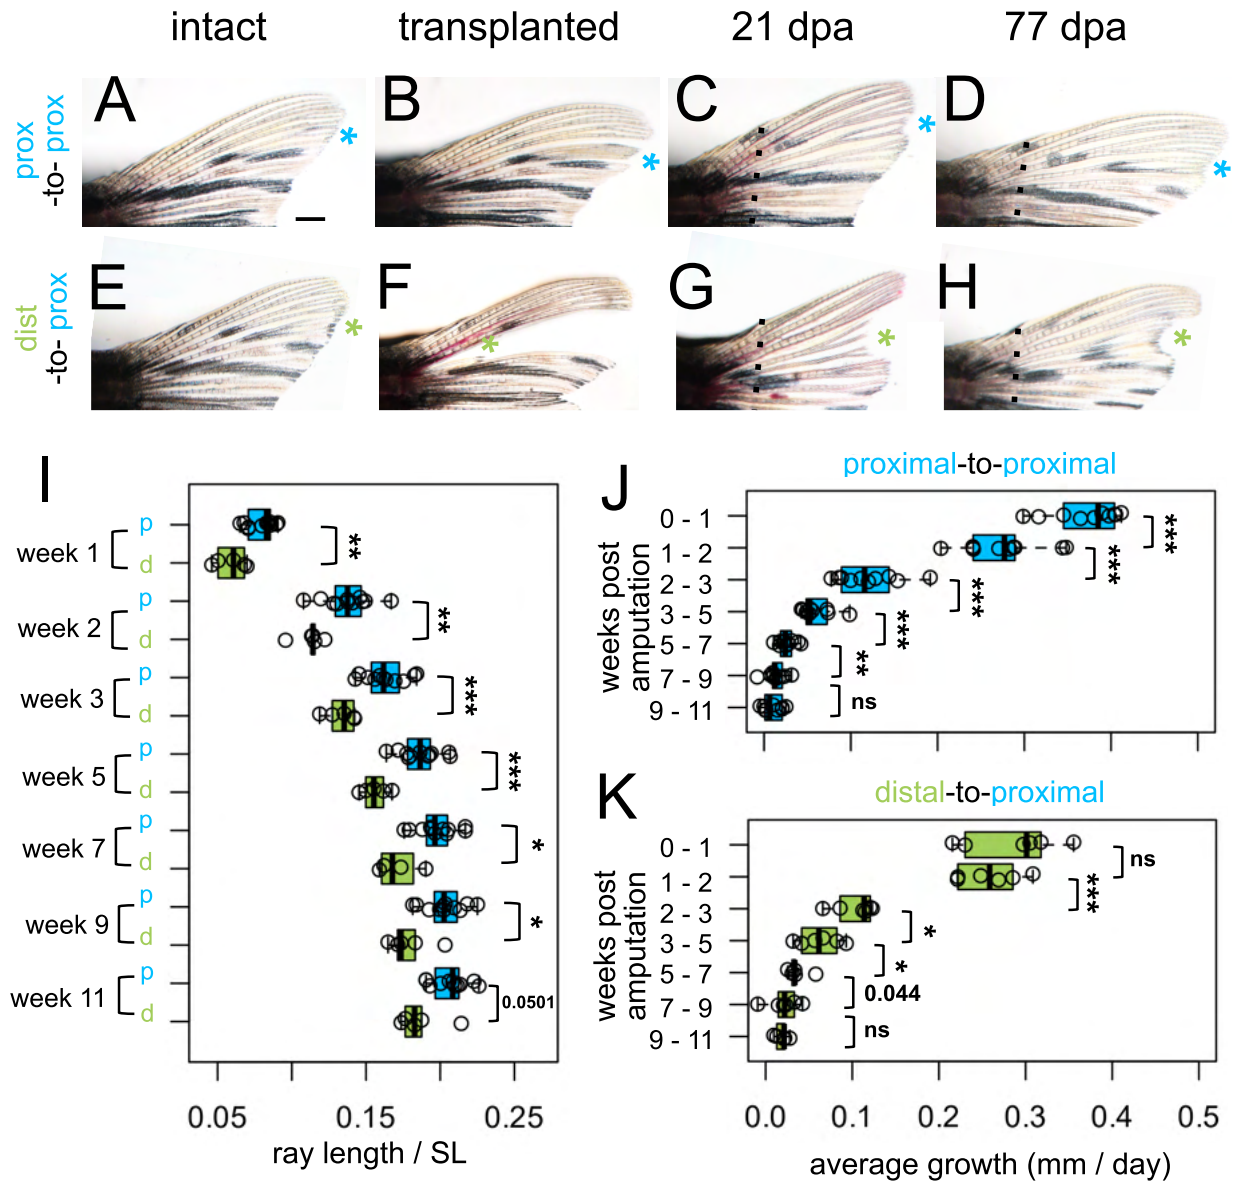 intact transplanted 21 dpa 77 dpa
prox
-to- prox
A B C D
dist
-to- prox
E F G H
I
week 1 p **
d
week 2 p **
d
week 3 p ***
d
week 5 p ***
d
week 7 p *
d
week 9 p *
d
week 11 p 0.0501
d
0.05 0.15 0.25
ray length / SL
J
proximal-to-proximal
weeks post
amputation
0 - 1 ***
1 - 2 ***
2 - 3 ***
3 - 5 ***
5 - 7 **
7 - 9 ns
9 - 11
K
distal-to-proximal
weeks post
amputation
0 - 1 ns
1 - 2 ***
2 - 3 *
3 - 5 *
5 - 7 0.044
7 - 9 ns
9 - 11
0.0 0.1 0.2 0.3 0.4 0.5
average growth (mm / day)